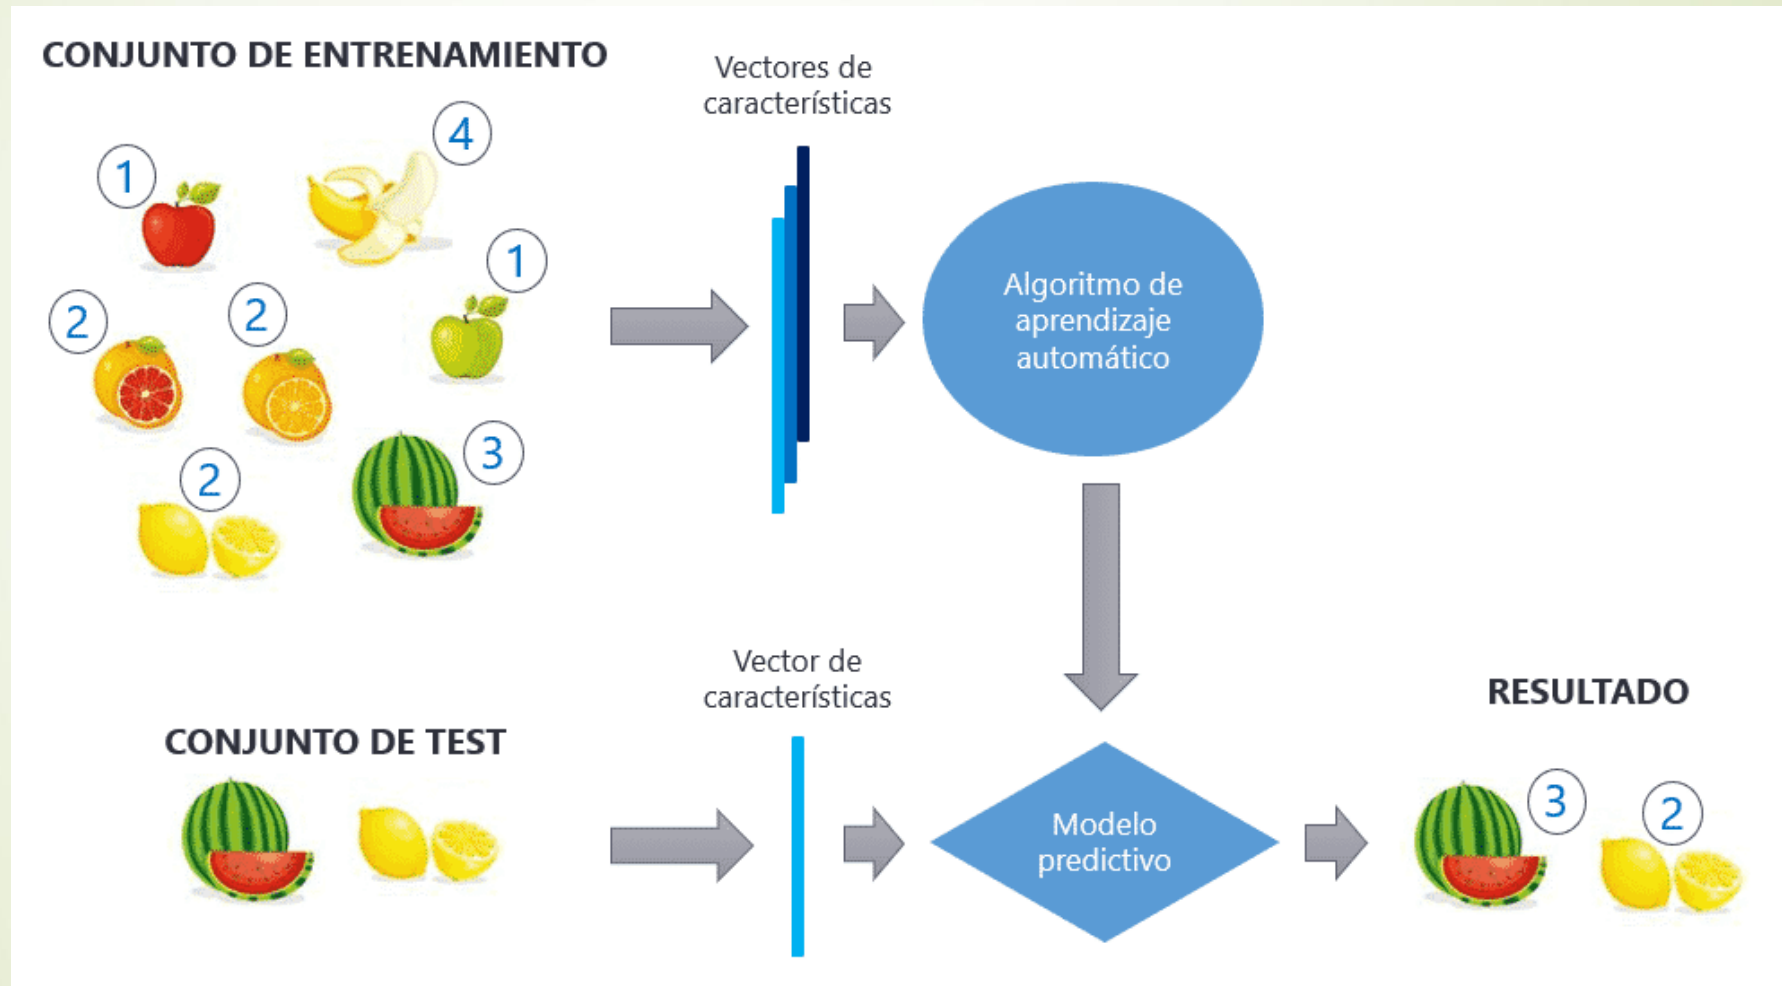 CONJUNTO DE ENTRENAMIENTO
Vectores de
características
4
1
1
2
2
3
2
Algoritmo de
aprendizaje
automático
Vector de
características
CONJUNTO DE TEST
Modelo
predictivo
RESULTADO
3
2